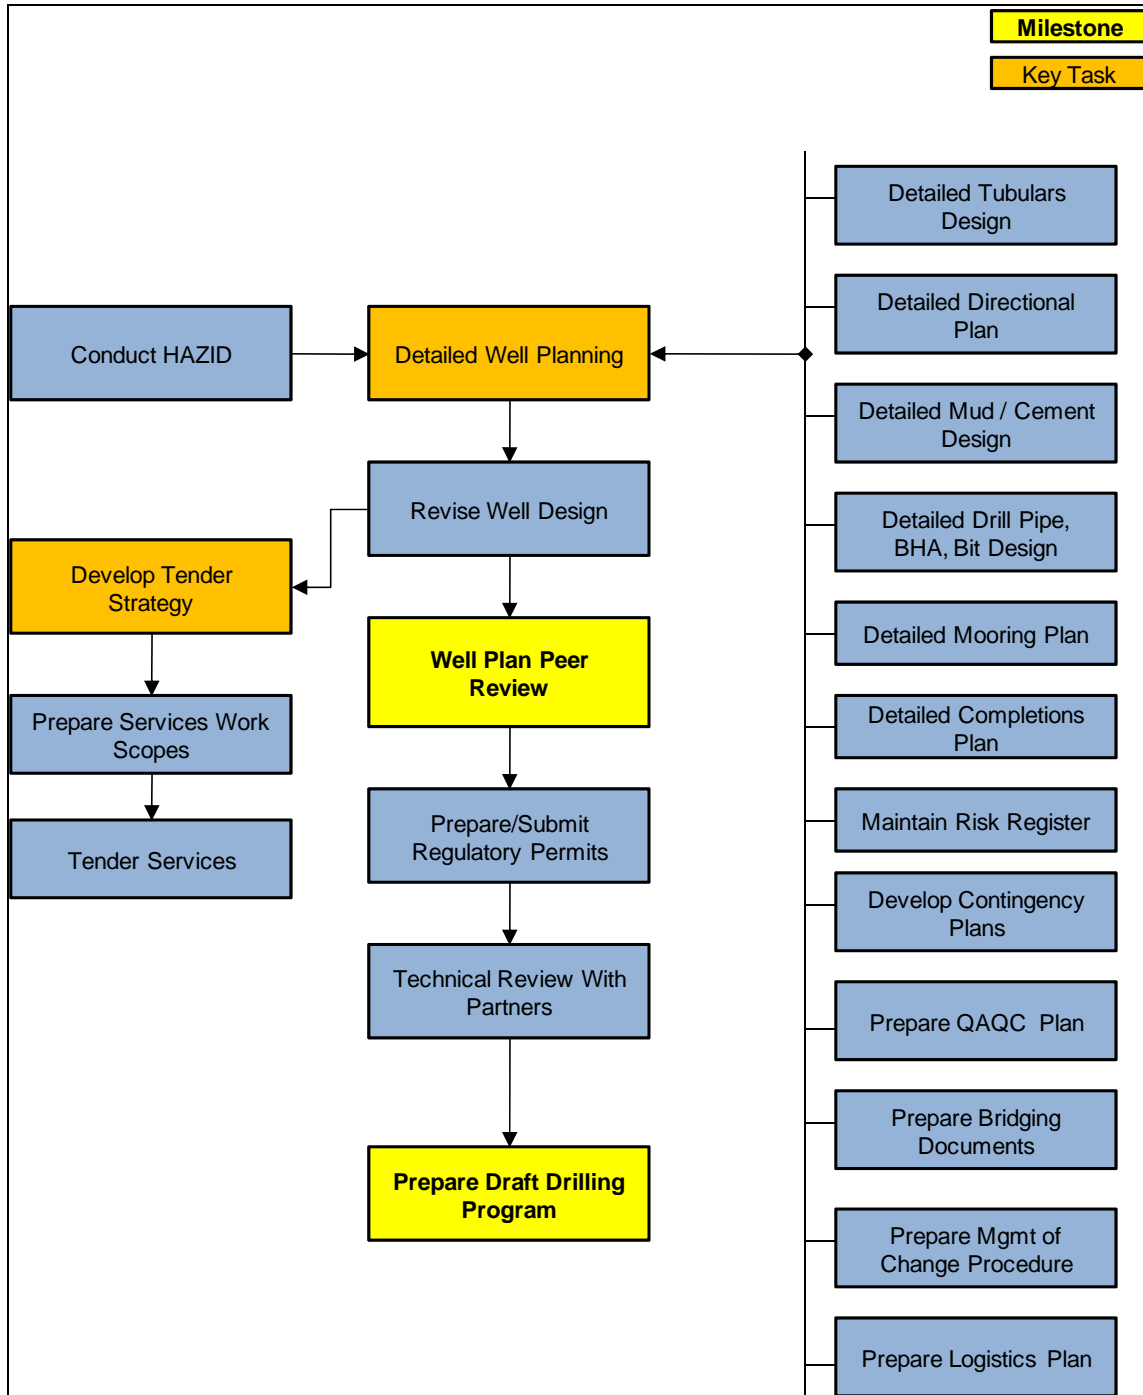 Milestone
Key Task
Detailed Tubulars
Design
Detailed Directional
Plan
Conduct HAZID
Detailed Well Planning
Detailed Mud / Cement
Design
Revise Well Design
Detailed Drill Pipe,
BHA, Bit Design
Develop Tender
Strategy
Detailed Mooring Plan
Well Plan Peer
Review
Prepare Services Work
Scopes
Detailed Completions
Plan
Prepare/Submit
Regulatory Permits
Maintain Risk Register
Tender Services
Develop Contingency
Plans
Technical Review With
Partners
Prepare QAQC Plan
Prepare Bridging
Documents
Prepare Draft Drilling
Program
Prepare Mgmt of
Change Procedure
Prepare Logistics Plan